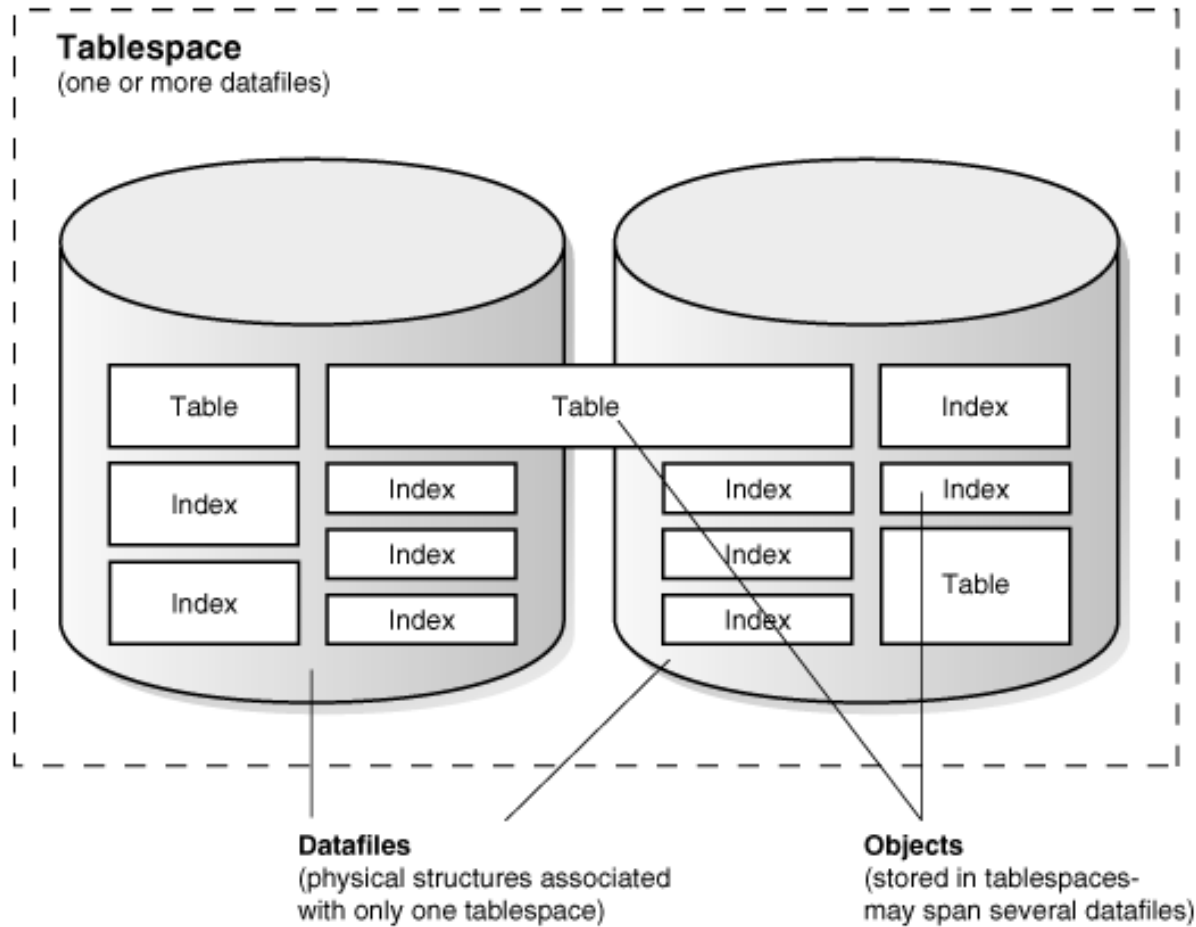 Tablespace
(one or more datafiles)
Table
Table
Index
Index
Index
Index
Index
Index
Index
Index
Index
Index
Table
Index
Datafiles
(physical structures associated
with only one tablespace)
Objects
(stored in tablespaces-
may span several datafiles)